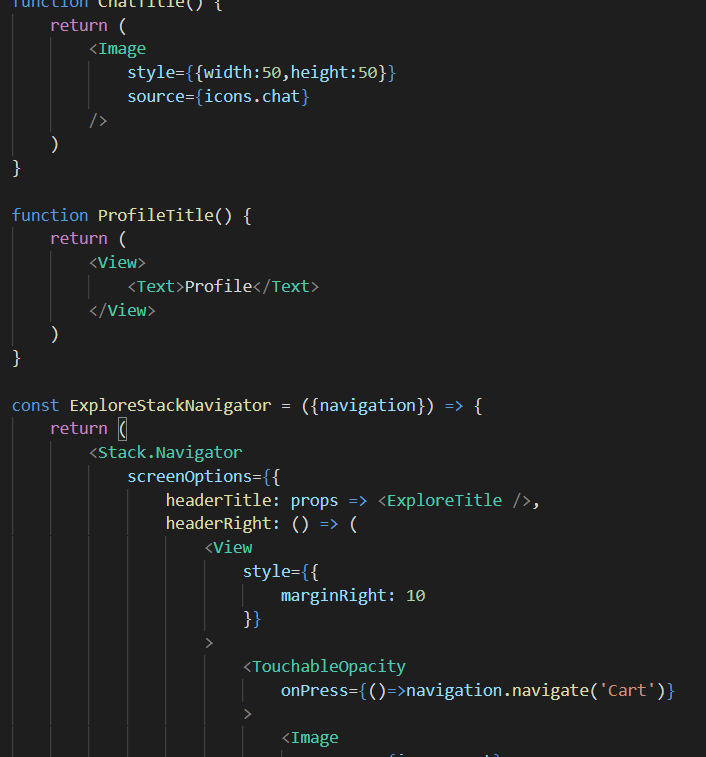 function ChatTitle() {
return (
<Image
style={{width:50,height:50}}
source={icons.chat}
/>
)
}
function ProfileTitle() {
return (
<View>
<Text>Profile</Text>
</View>
)
}
const ExploreStackNavigator = ({navigation}) => {
return (
<Stack.Navigator
screenOptions={{
headerTitle: props => <ExploreTitle />,
headerRight: () => (
<View
style={{
marginRight: 10
}}
>
<TouchableOpacity
onPress={()=>navigation.navigate('Cart')}
>
<Image